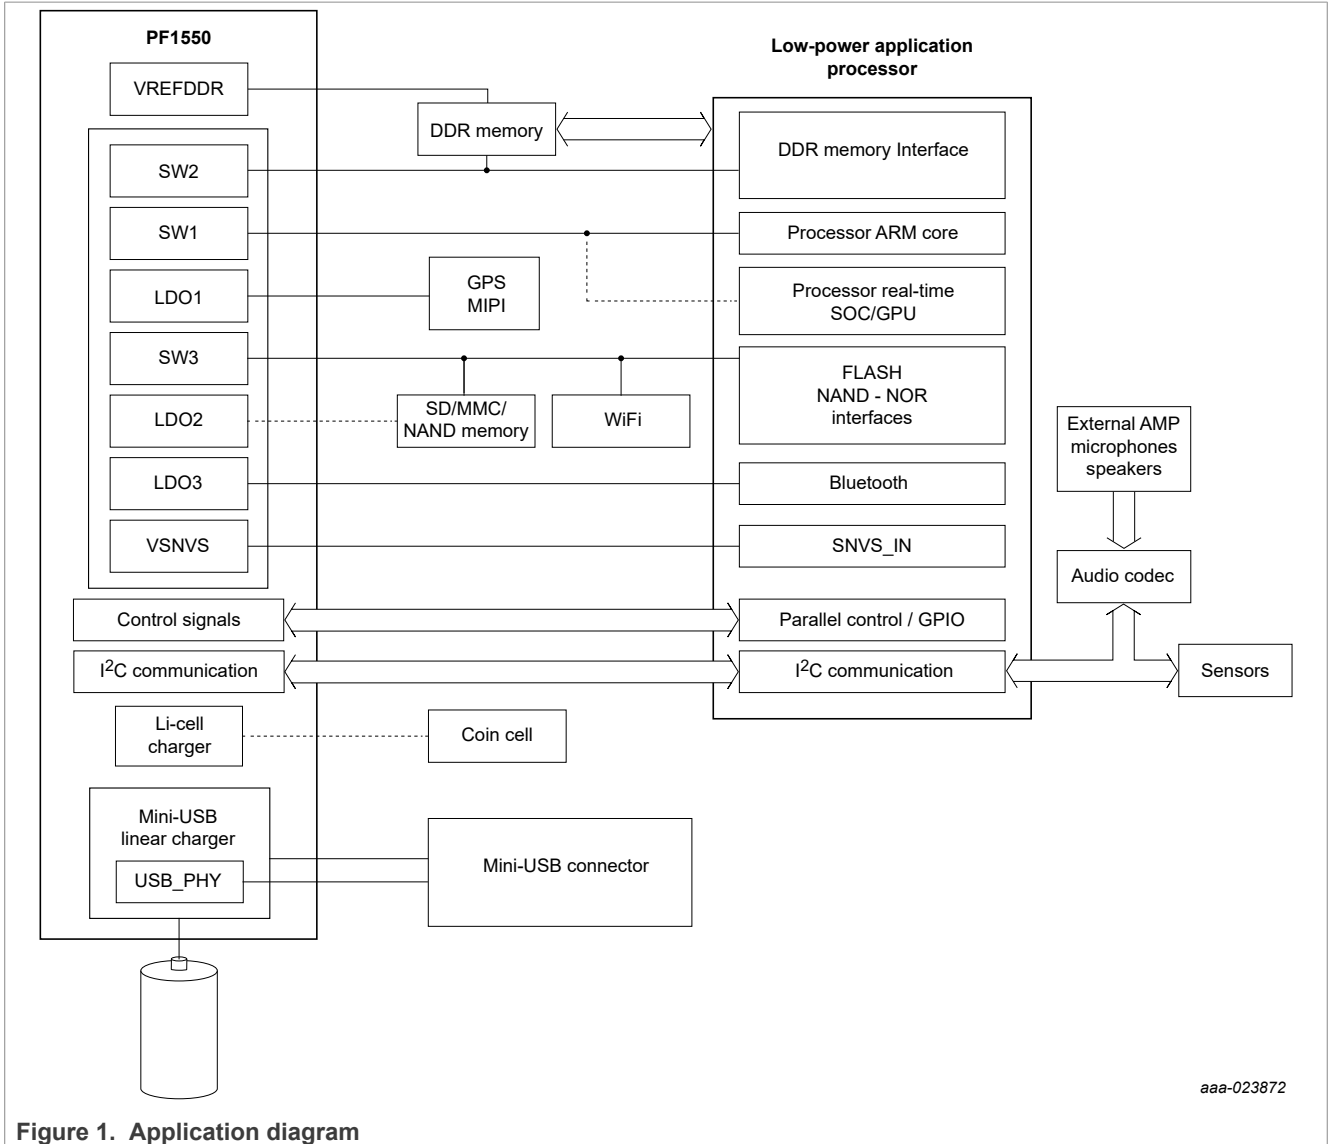 PF1550
Low-power application
processor
VREFDDR
DDR memory
DDR memory Interface
SW2
SW1
Processor ARM core
LDO1
GPS
MIPI
Processor real-time
SOC/GPU
SW3
FLASH
NAND - NOR
interfaces
LDO2
SD/MMC/
NAND memory
WiFi
External AMP
microphones
speakers
LDO3
Bluetooth
VSNVS
SNVS_IN
Audio codec
Control signals
Parallel control / GPIO
I2C communication
I2C communication
Sensors
Li-cell
charger
Coin cell
Mini-USB
linear charger
USB_PHY
Mini-USB connector
aaa-023872
Figure 1. Application diagram